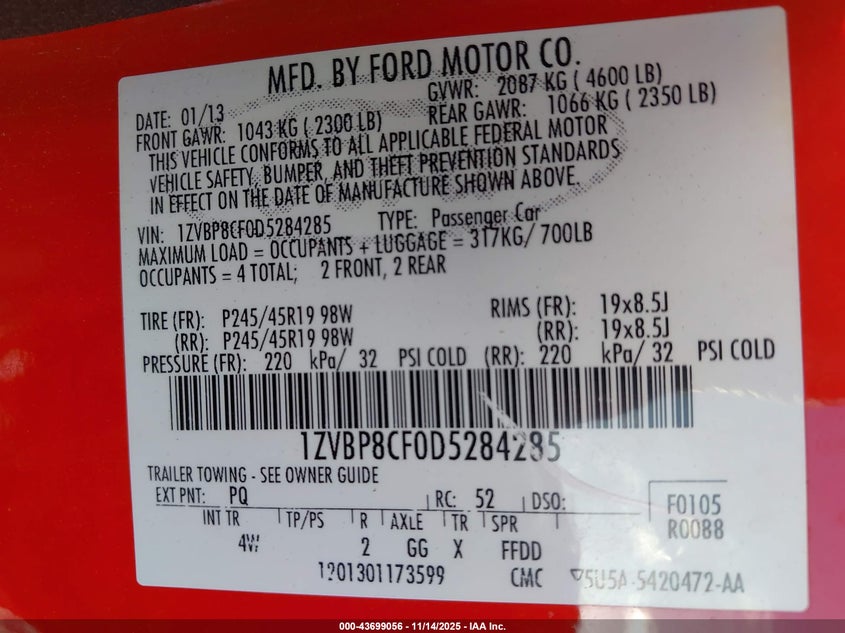 MFD. BY FORD MOTOR CO.
DATE: 01/13 GVWR: 2087 KG ( 4600 LB)
FRONT GAWR: 1043 KG ( 2300 LB) REAR GAWR: 1066 KG ( 2350 LB)
THIS VEHICLE CONFORMS TO ALL APPLICABLE FEDERAL MOTOR
VEHICLE SAFETY, BUMPER, AND THEFT PREVENTION STANDARDS
IN EFFECT ON THE DATE OF MANUFACTURE SHOWN ABOVE.
VIN: 1ZVBP8CF0D5284285 TYPE: Passenger Car
MAXIMUM LOAD = OCCUPANTS + LUGGAGE = 317KG/ 700LB
OCCUPANTS = 4 TOTAL; 2 FRONT, 2 REAR
TIRE (FR): P245/45R19 98W RIMS (FR): 19x8.5J
(RR): P245/45R19 98W (RR): 19x8.5J
PRESSURE (FR): 220 kPa/ 32 PSI COLD (RR): 220 kPa/ 32 PSI COLD
1ZVBP8CF0D5284285
TRAILER TOWING - SEE OWNER GUIDE
EXT PNT: PQ RC: 52 DSO: F0105
INT TR TP/PS R AXLE TR SPR R0088
4W 2 GG X FFDD
1201301173599 CMC 5U5A-5420472-AA
000-43699056 - 11/14/2025 - IAA Inc.